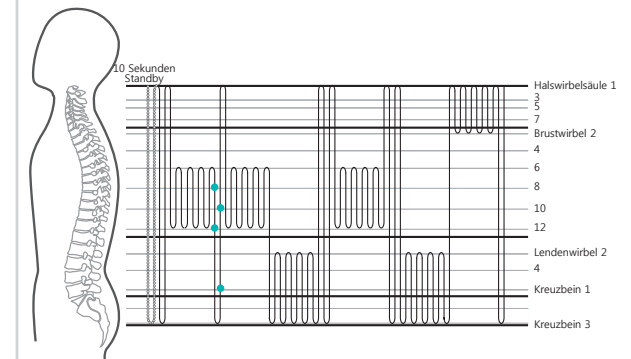 10 Sekunden
Standby
Halswirbelsäule 1
3
5
7
Brustwirbel 2
4
6
8
10
12
Lendenwirbel 2
4
Kreuzbein 1
Kreuzbein 3